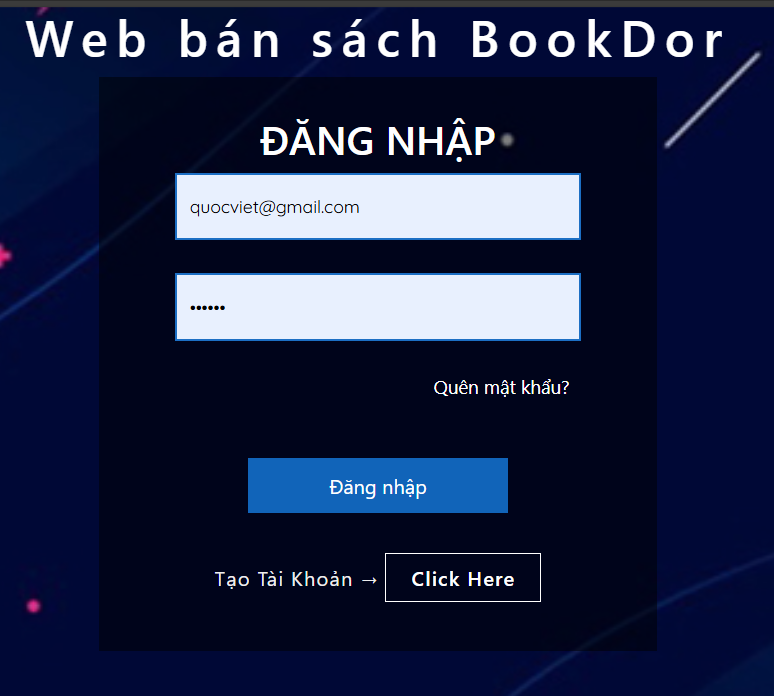 Web bán sách BookDor
ĐĂNG NHẬP
quocviet@gmail.com
••••••
Quên mật khẩu?
Đăng nhập
Tạo Tài Khoản → Click Here